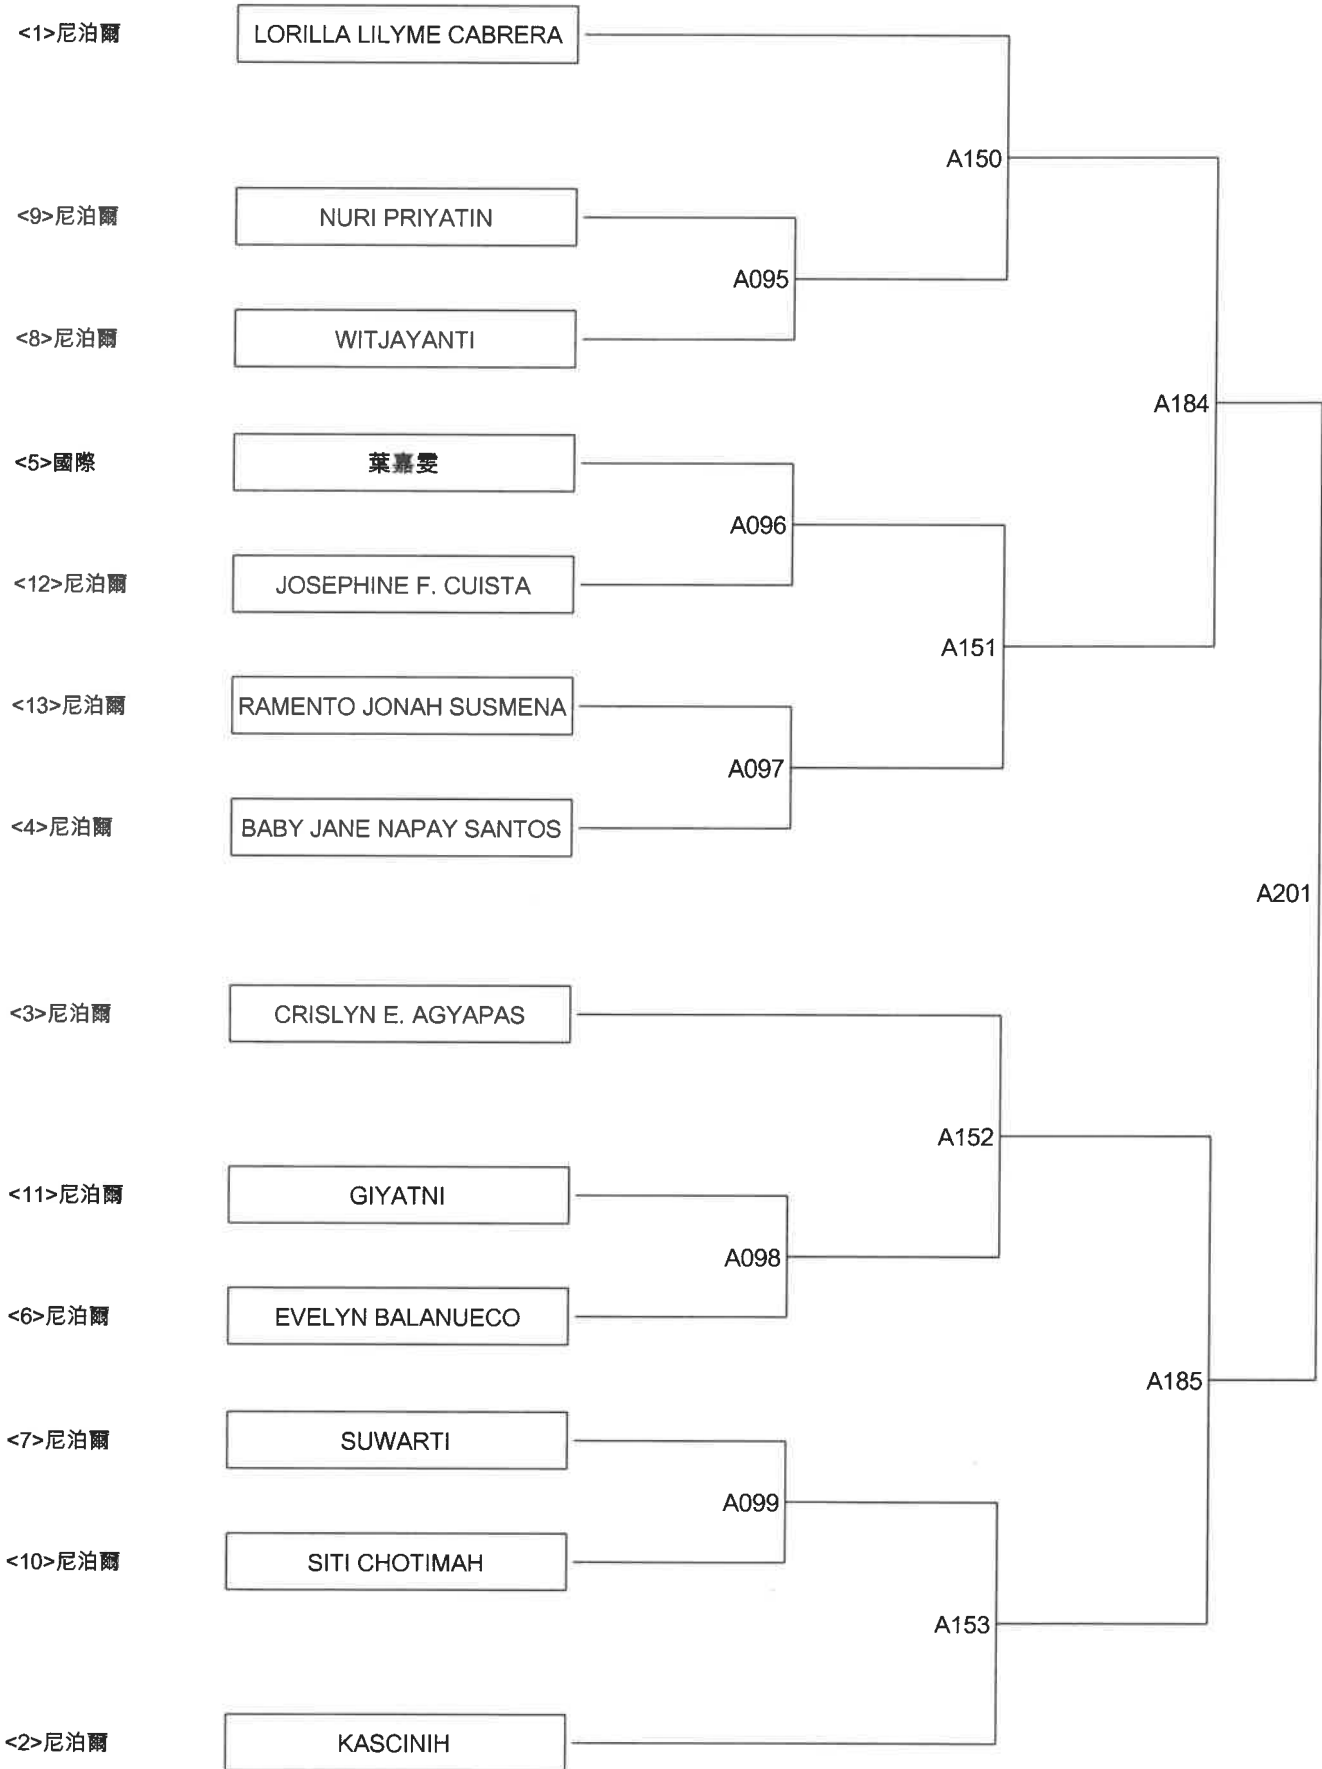 <1>尼泊爾 LORILLA LILYME CABRERA
A150
<9>尼泊爾 NURI PRIYATIN
A095
<8>尼泊爾 WITJAYANTI
A184
<5>國際 葉嘉雯
A096
<12>尼泊爾 JOSEPHINE F. CUISTA
A151
<13>尼泊爾 RAMENTO JONAH SUSMENA
A097
<4>尼泊爾 BABY JANE NAPAY SANTOS
A201
<3>尼泊爾 CRISLYN E. AGYAPAS
A152
<11>尼泊爾 GIYATNI
A098
<6>尼泊爾 EVELYN BALANUECO
A185
<7>尼泊爾 SUWARTI
A099
<10>尼泊爾 SITI CHOTIMAH
A153
<2>尼泊爾 KASCINIH